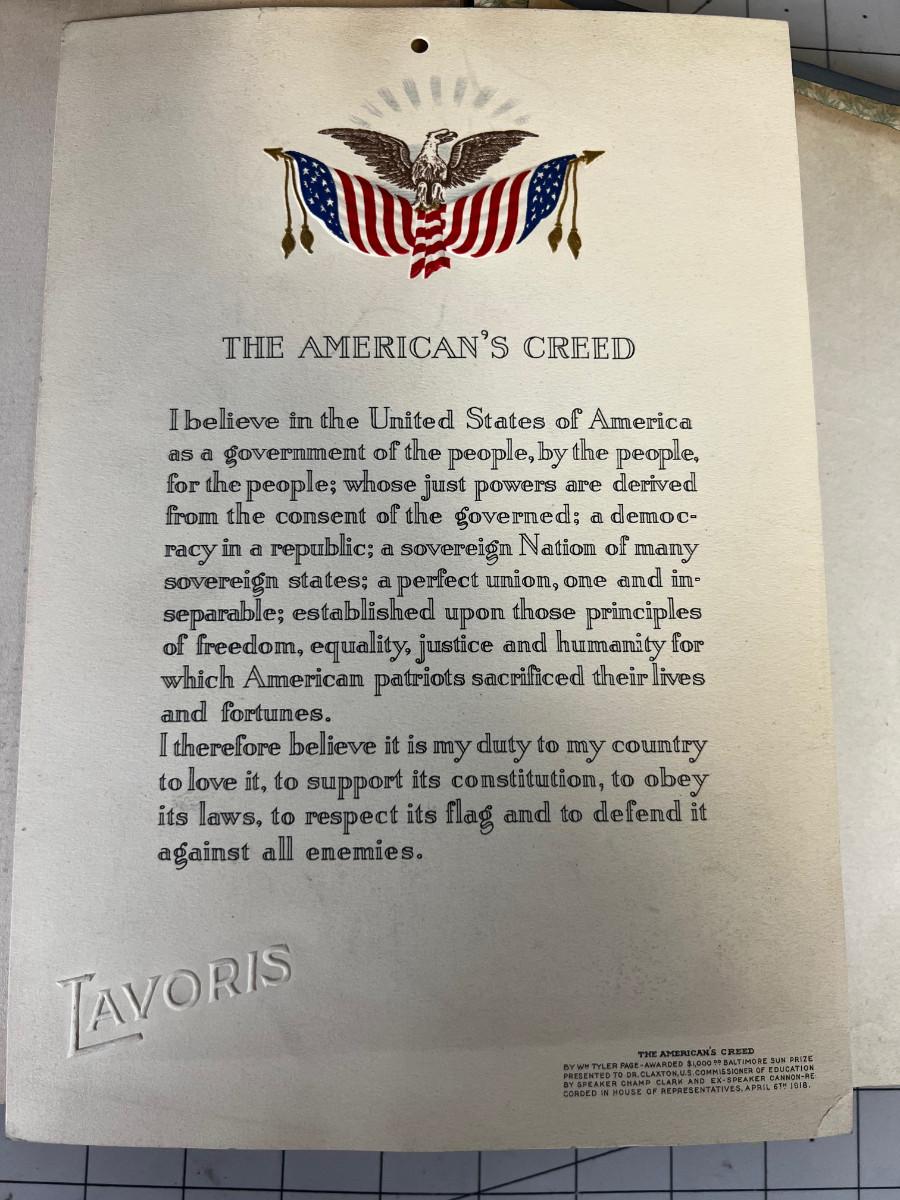 THE AMERICAN'S CREED
I believe in the United States of America
as a government of the people, by the people,
for the people; whose just powers are derived
from the consent of the governed; a democ-
racy in a republic; a sovereign Nation of many
sovereign states; a perfect union, one and in-
separable; established upon those principles
of freedom, equality, justice and humanity for
which American patriots sacrificed their lives
and fortunes.
I therefore believe it is my duty to my country
to love it, to support its constitution, to obey
its laws, to respect its flag and to defend it
against all enemies.
LAVORIS
THE AMERICAN'S CREED
BY WM TYLER PAGE-AWARDED $1,000.00 BALTIMORE SUN PRIZE
PRESENTED TO DR. CLAXTON, U.S. COMMISSIONER OF EDUCATION
BY SPEAKER CHAMP CLARK AND EX-SPEAKER CANNON-RE-
CORDED IN HOUSE OF REPRESENTATIVES, APRIL 6TH 1918.